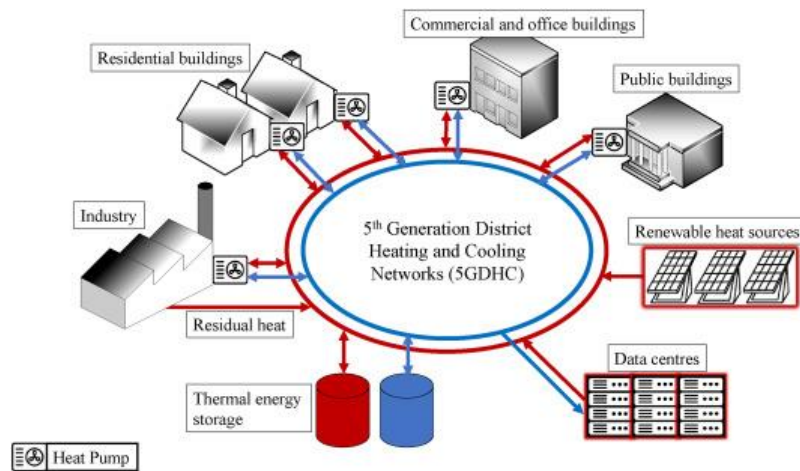 Commercial and office buildings
Residential buildings
Public buildings
Industry
5th Generation District
Heating and Cooling
Networks (5GDHC)
Renewable heat sources
Residual heat
Data centres
Thermal energy
storage
Heat Pump